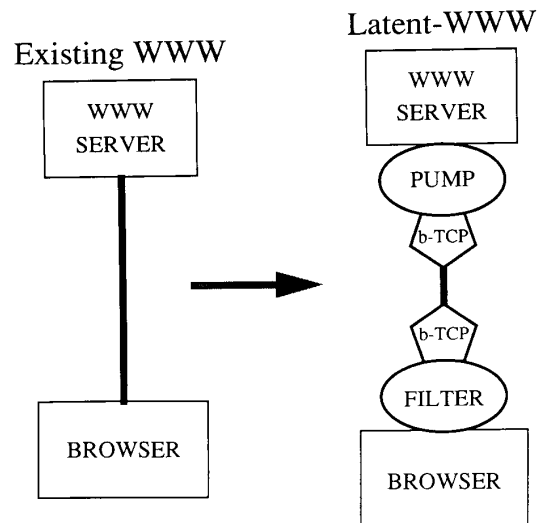 Existing WWW
WWW
SERVER
BROWSER
Latent-WWW
WWW
SERVER
PUMP
b-TCP
b-TCP
FILTER
BROWSER